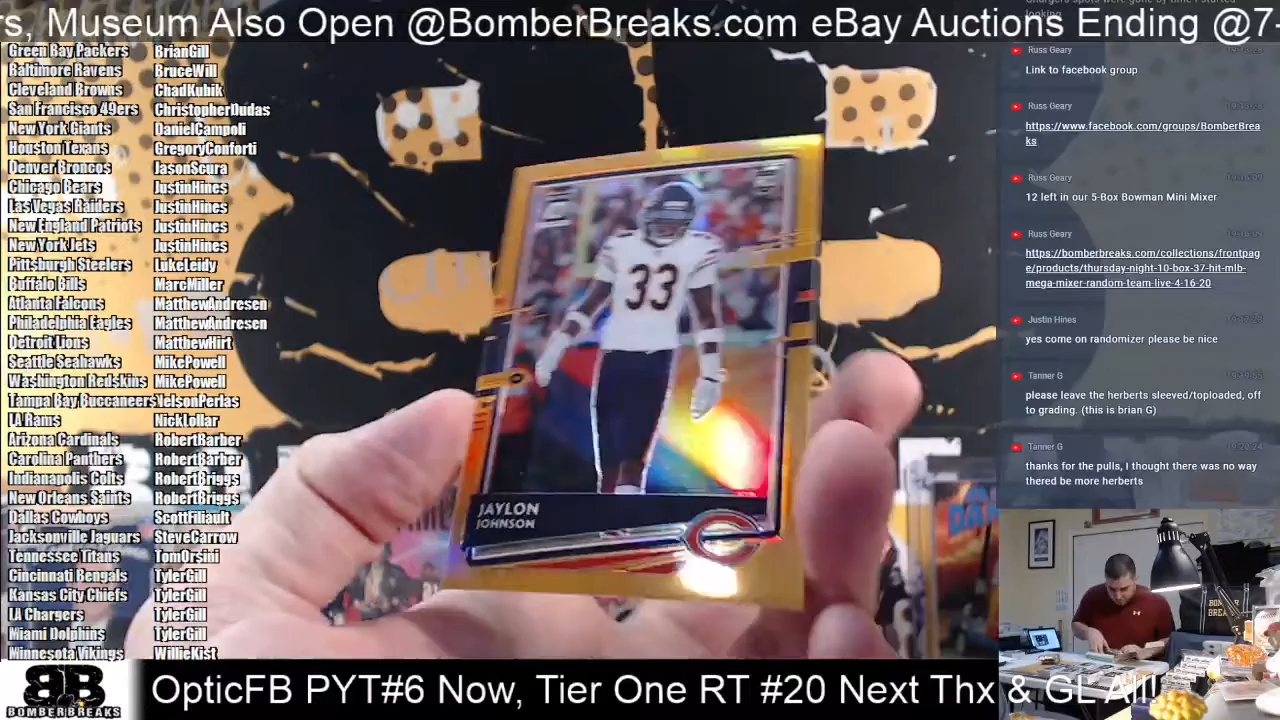 rs, Museum Also Open @BomberBreaks.com eBay Auctions Ending @7
Green Bay Packers BrianGill
Baltimore Ravens BruceWill
Cleveland Browns ChadKubik
San Francisco 49ers ChristopherDudas
New York Giants DanielCampoli
Houston Texans GregoryConforti
Denver Broncos JasonScura
Chicago Bears JustinHines
Las Vegas Raiders JustinHines
New England Patriots JustinHines
New York Jets JustinHines
Pittsburgh Steelers LukeLeidy
Buffalo Bills MarcMiller
Atlanta Falcons MatthewAndresen
Philadelphia Eagles MatthewAndresen
Detroit Lions MatthewHirt
Seattle Seahawks MikePowell
Washington Redskins MikePowell
Tampa Bay Buccaneers NelsonPerlas
LA Rams NickLollar
Arizona Cardinals RobertBarber
Carolina Panthers RobertBarber
Indianapolis Colts RobertBriggs
New Orleans Saints RobertBriggs
Dallas Cowboys ScottFiliault
Jacksonville Jaguars SteveCarrow
Tennessee Titans TomOrsini
Cincinnati Bengals TylerGill
Kansas City Chiefs TylerGill
LA Chargers TylerGill
Miami Dolphins TylerGill
Minnesota Vikings WillieKist
33
JAYLON
JOHNSON
looking
Russ Geary
Link to facebook group
Russ Geary
https://www.facebook.com/groups/BomberBrea
ks
Russ Geary
12 left in our 5-Box Bowman Mini Mixer
Russ Geary
https://bomberbreaks.com/collections/frontpag
e/products/thursday-night-10-box-37-hit-mlb-
mega-mixer-random-team-live-4-16-20
Justin Hines
yes come on randomizer please be nice
Tanner G
please leave the herberts sleeved/toploaded, off
to grading. (this is brian G)
Tanner G
thanks for the pulls, I thought there was no way
thered be more herberts
BB
BOMBERBREAKS
OpticFB PYT#6 Now, Tier One RT #20 Next Thx & GL All!